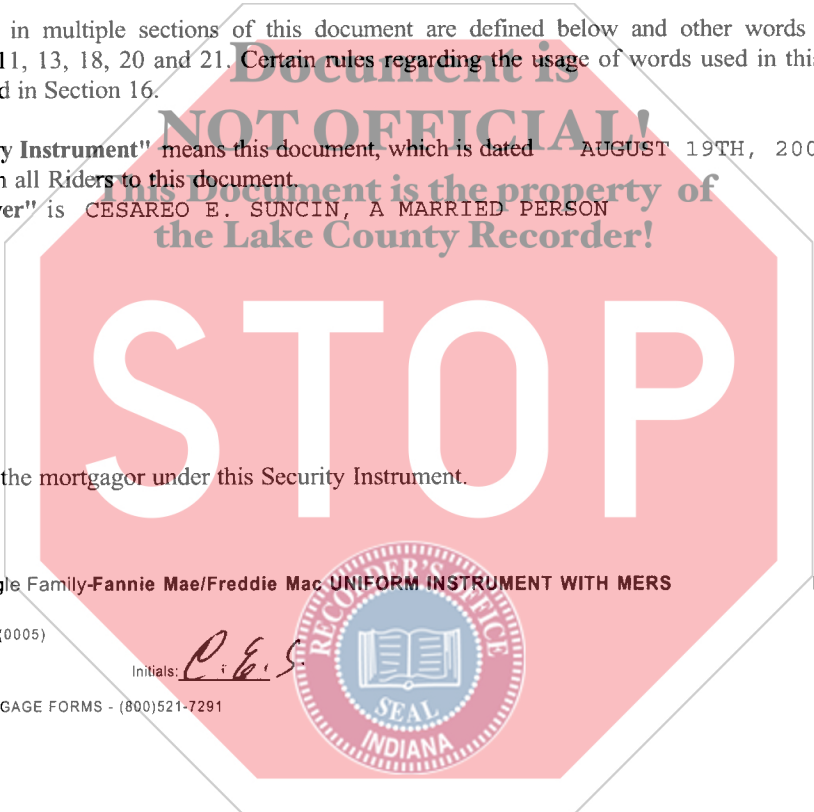 in multiple sections of this document are defined below and other words
11, 13, 18, 20 and 21. Certain rules regarding the usage of words used in this
d in Section 16.
Document is
NOT OFFICIAL!
This Document is the property of
the Lake County Recorder!
y Instrument" means this document, which is dated AUGUST 19TH, 200
n all Riders to this document.
er" is CESAREO E. SUNCIN, A MARRIED PERSON
STOP
the mortgagor under this Security Instrument.
gle Family-Fannie Mae/Freddie Mac UNIFORM INSTRUMENT WITH MERS
(0005)
Initials: C.E.S.
GAGE FORMS - (800)521-7291
RECORDER'S OFFICE
SEAL
INDIANA